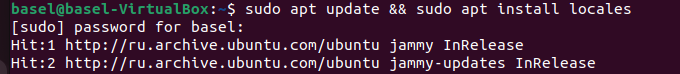 basel@basel-VirtualBox:~$ sudo apt update && sudo apt install locales
[sudo] password for basel:
Hit:1 http://ru.archive.ubuntu.com/ubuntu jammy InRelease
Hit:2 http://ru.archive.ubuntu.com/ubuntu jammy-updates InRelease